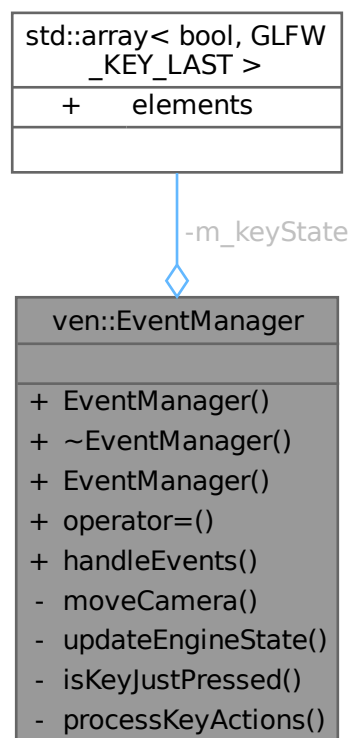 std::array< bool, GLFW
_KEY_LAST >
+ elements
-m_keyState
ven::EventManager
+ EventManager()
+ ~EventManager()
+ EventManager()
+ operator=()
+ handleEvents()
- moveCamera()
- updateEngineState()
- isKeyJustPressed()
- processKeyActions()